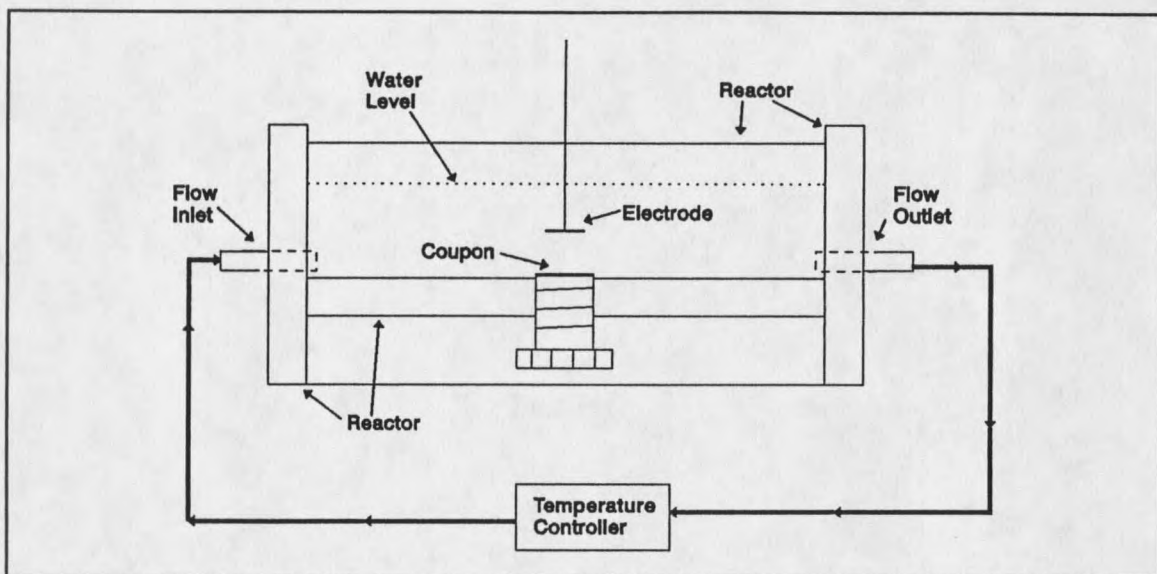 Water
Level
Reactor
Flow
Inlet
Flow
Outlet
Electrode
Coupon
Reactor
Temperature
Controller